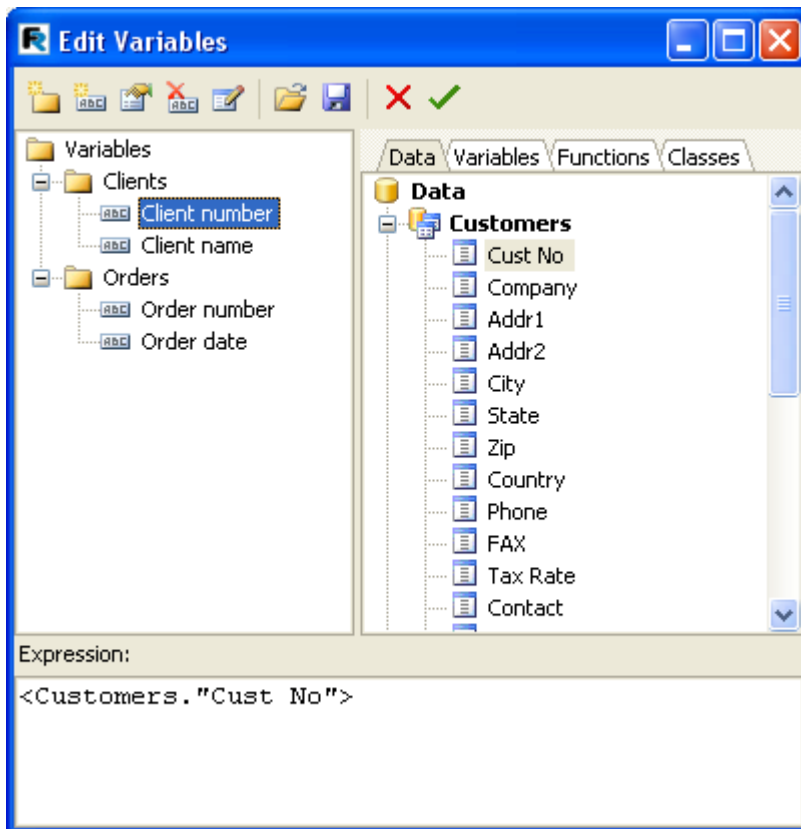 Edit Variables
Variables
Clients
Client number
Client name
Orders
Order number
Order date
Data Variables Functions Classes
Data
Customers
Cust No
Company
Addr1
Addr2
City
State
Zip
Country
Phone
FAX
Tax Rate
Contact
Expression:
<Customers."Cust No">